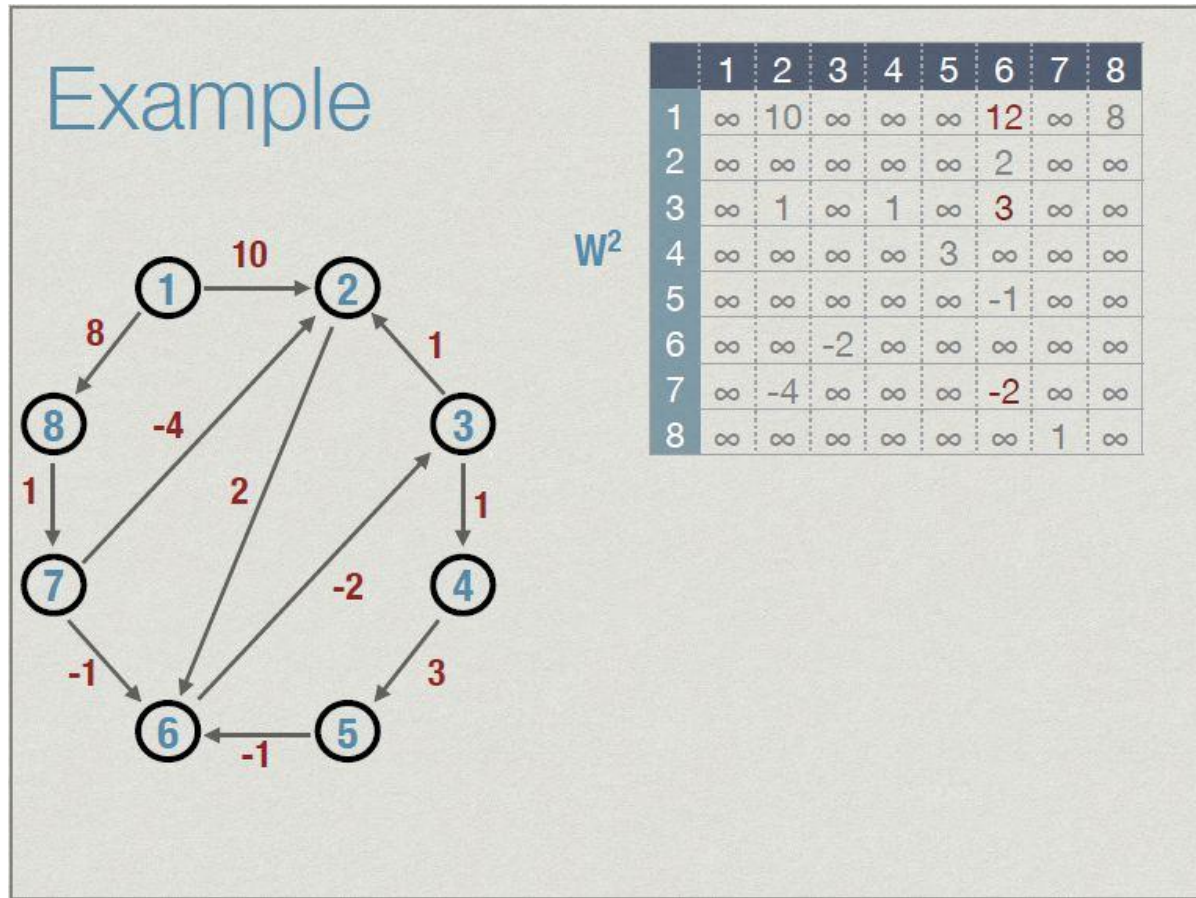 Example
1 2 3 4 5 6 7 8
1 ∞ 10 ∞ ∞ ∞ 12 ∞ 8
2 ∞ ∞ ∞ ∞ ∞ 2 ∞ ∞
3 ∞ 1 ∞ 1 ∞ 3 ∞ ∞
4 ∞ ∞ ∞ ∞ 3 ∞ ∞ ∞
5 ∞ ∞ ∞ ∞ ∞ -1 ∞ ∞
6 ∞ ∞ -2 ∞ ∞ ∞ ∞ ∞
7 ∞ -4 ∞ ∞ ∞ -2 ∞ ∞
8 ∞ ∞ ∞ ∞ ∞ ∞ 1 ∞
W²
10
1 2
8 1
8 -4 3
1 2 1
7 -2 4
-1 3
6 5
-1